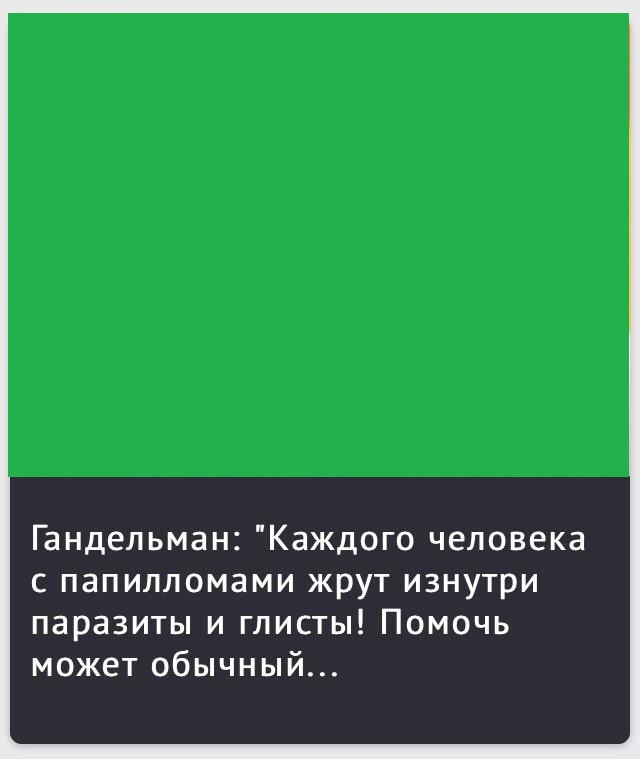 Гандельман: "Каждого человека
с папилломами жрут изнутри
паразиты и глисты! Помочь
может обычный...